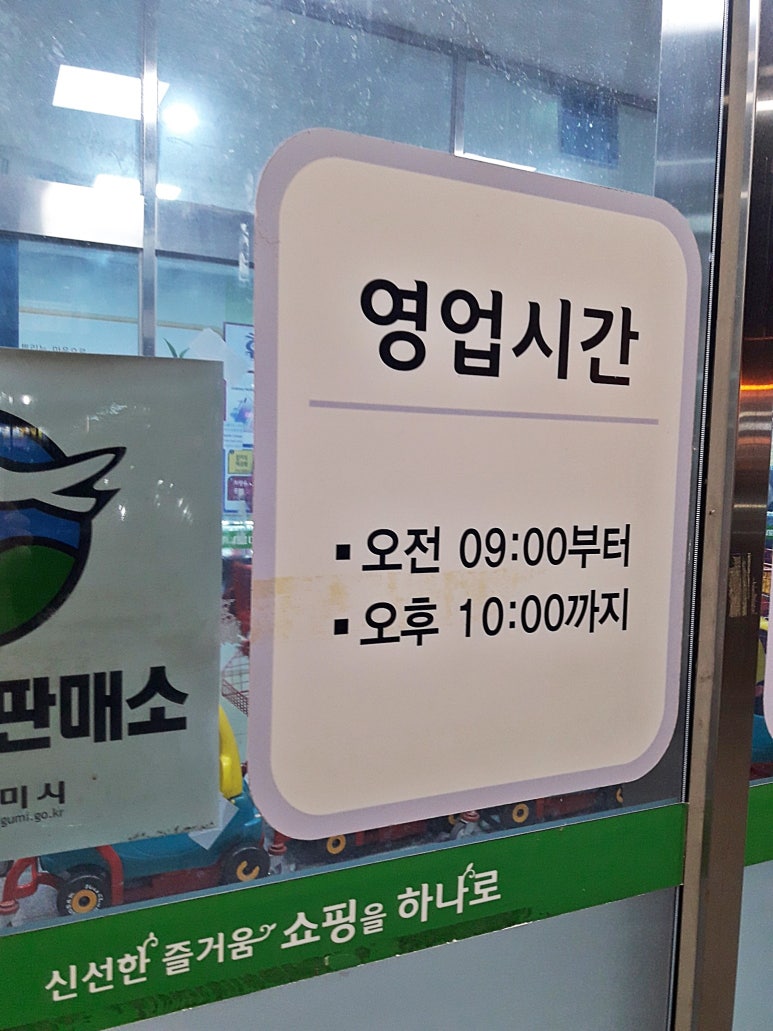 영업시간
▪ 오전 09:00부터
▪ 오후 10:00까지
판매소
미시
gumi.go.kr
신선한 즐거움 쇼핑을 하나로